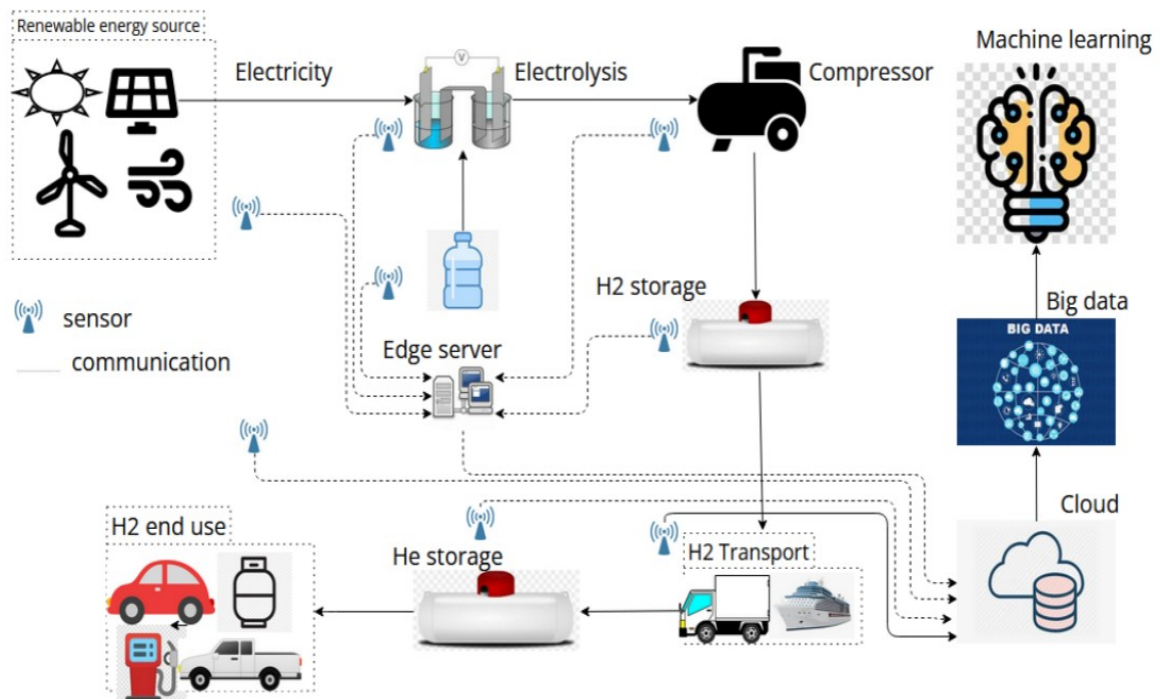 Renewable energy source
Electricity
V
Electrolysis
Compressor
Machine learning
H2 storage
sensor
communication
Edge server
Big data
BIG DATA
Cloud
H2 end use
He storage
H2 Transport